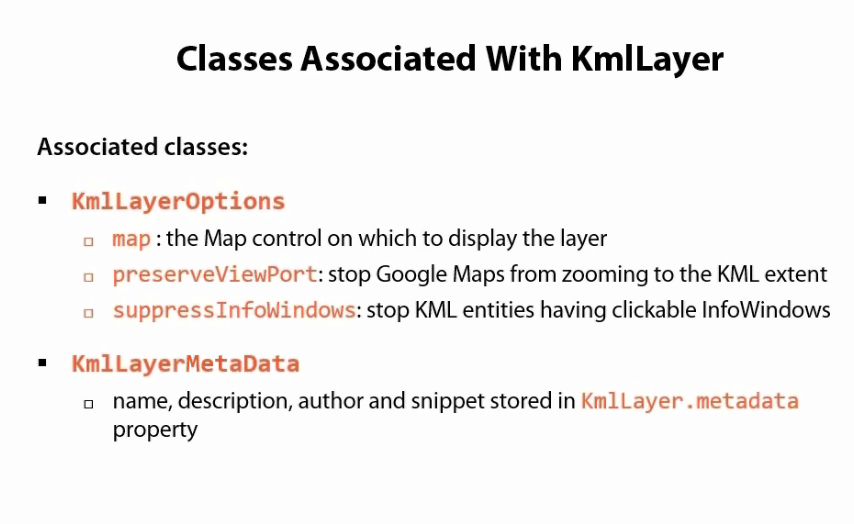 Classes Associated With KmlLayer
Associated classes:
KmlLayerOptions
map : the Map control on which to display the layer
preserveViewPort: stop Google Maps from zooming to the KML extent
suppressInfoWindows: stop KML entities having clickable InfoWindows
KmlLayerMetaData
name, description, author and snippet stored in KmlLayer.metadata
property